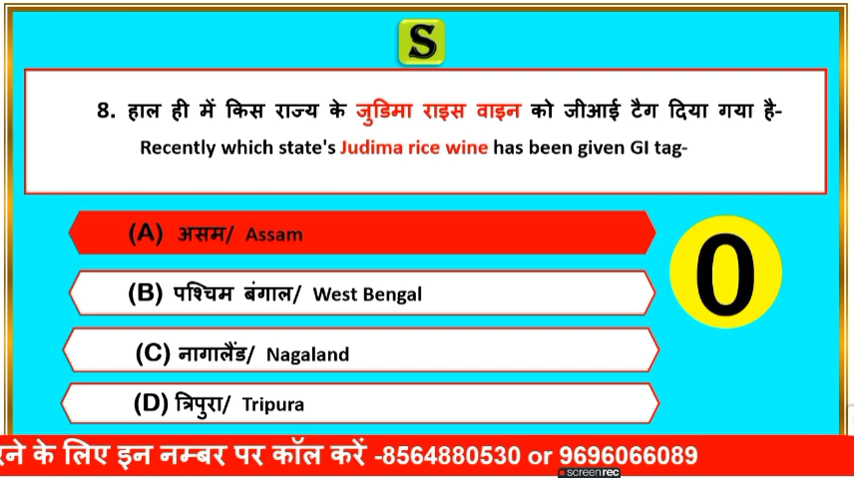 S
8. हाल ही में किस राज्य के जुडिमा राइस वाइन को जीआई टैग दिया गया है-
Recently which state's Judima rice wine has been given GI tag-
(A) असम/ Assam
0
(B) पश्चिम बंगाल/ West Bengal
(C) नागालैंड/ Nagaland
(D) त्रिपुरा/ Tripura
रने के लिए इन नम्बर पर कॉल करें -8564880530 or 9696066089
screenrec